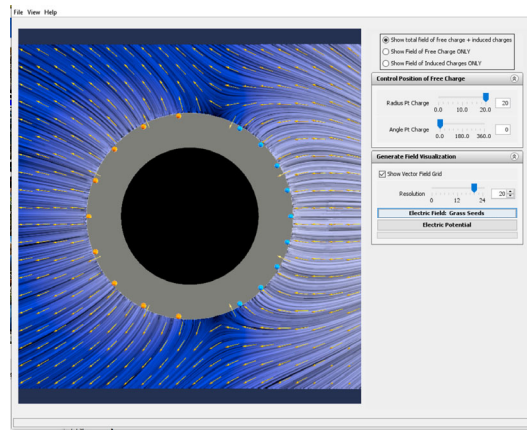 File View Help
Show total field of Free charge + induced charges
Show Field of Free Charge ONLY
Show Field of Induced Charges ONLY
Control Position of Free Charge
Radius Pt Charge
20
0.0 10.0 20.0
Angle Pt Charge
0
0.0 180.0 360.0
Generate Field Visualization
Show Vector Field Grid
Resolution
20
0 12 24
Electric Field: Grass Seeds
Electric Potential